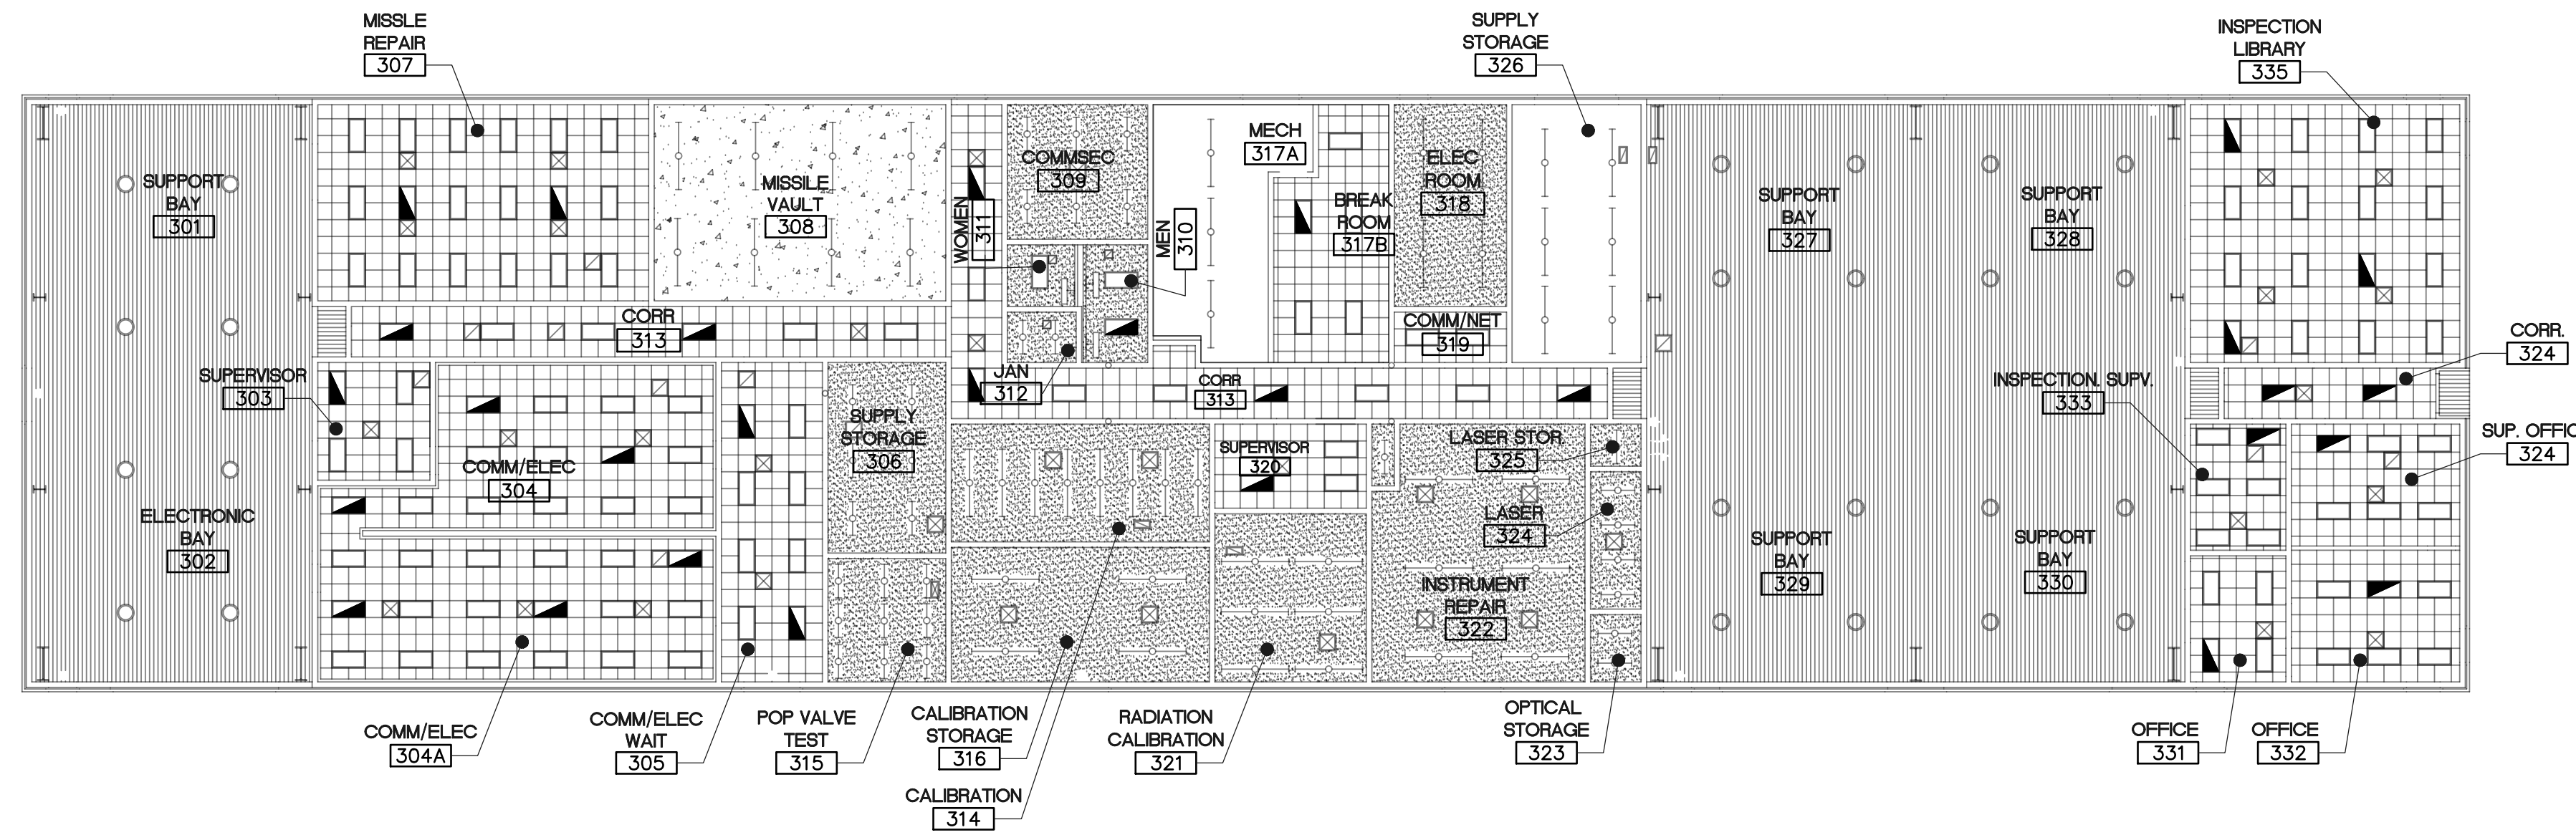 MISSLE
REPAIR
307
SUPPLY
STORAGE
326
INSPECTION
LIBRARY
335
SUPPORT
BAY
301
MISSILE
VAULT
308
WOMEN
311
COMMSEC
309
MEN
310
MECH
317A
BREAK
ROOM
317B
ELEC
ROOM
318
SUPPORT
BAY
327
SUPPORT
BAY
328
CORR
313
COMM/NET
319
CORR.
324
SUPERVISOR
303
JAN
312
CORR
313
INSPECTION. SUPV.
333
SUPPLY
STORAGE
306
COMM/ELEC
304
SUPERVISOR
320
LASER STOR.
325
SUP. OFFIC
324
ELECTRONIC
BAY
302
LASER
324
SUPPORT
BAY
329
SUPPORT
BAY
330
INSTRUMENT
REPAIR
322
COMM/ELEC
304A
COMM/ELEC
WAIT
305
POP VALVE
TEST
315
CALIBRATION
STORAGE
316
RADIATION
CALIBRATION
321
OPTICAL
STORAGE
323
OFFICE
331
OFFICE
332
CALIBRATION
314